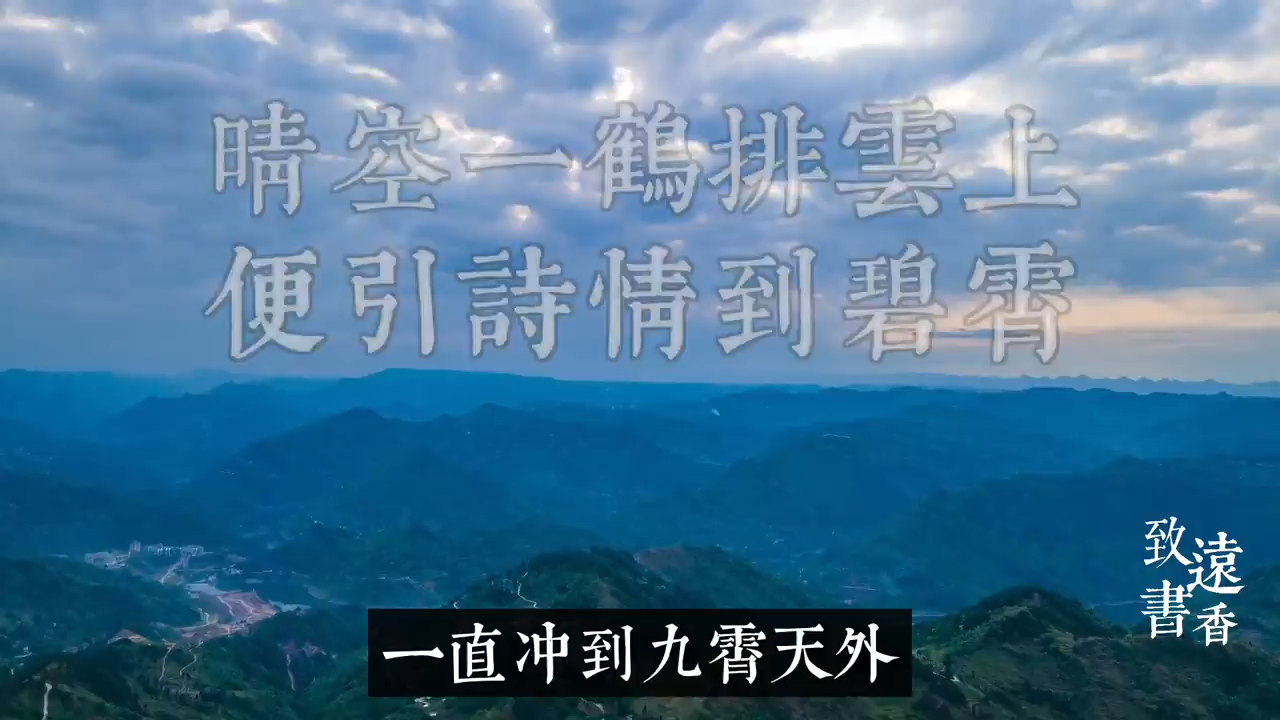 晴空一鶴排雲上
便引詩情到碧霄
致遠書香
一直冲到九霄天外